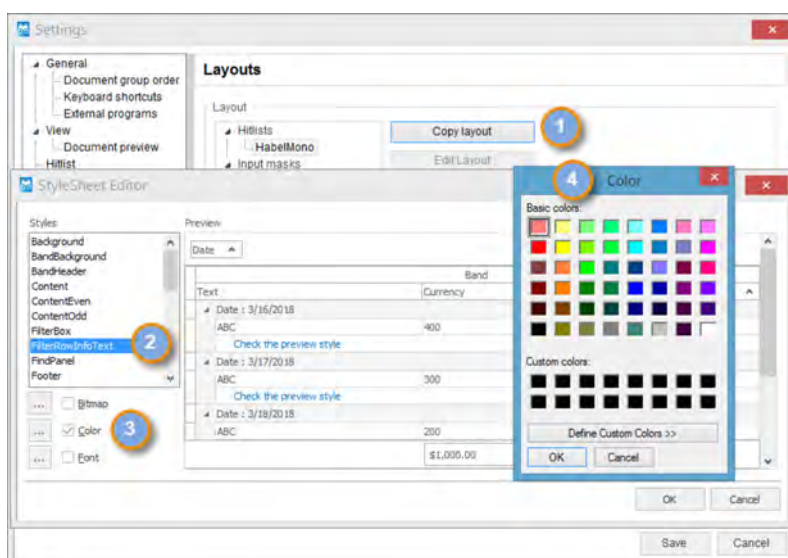 Settings
General
Document group order
Keyboard shortcuts
External programs
View
Document preview
Hitlist
Layouts
Layout
Hitlists
HabelMono
Input masks
Copy layout
1
Edit Layout
StyleSheet Editor
Styles
Background
BandBackground
BandHeader
Content
ContentEven
ContentOdd
FilterBox
FilterRowInfoText
2
FindPanel
Footer
... Bitmap
... Color
3
... Font
Preview
Date
Band
Text Currency
Date : 3/16/2018
ABC 400
Check the preview style
Date : 3/17/2018
ABC 300
Check the preview style
Date : 3/18/2018
ABC 200
$1,000.00
4
Color
Basic colors:
Custom colors:
Define Custom Colors >>
OK Cancel
OK Cancel
Save Cancel